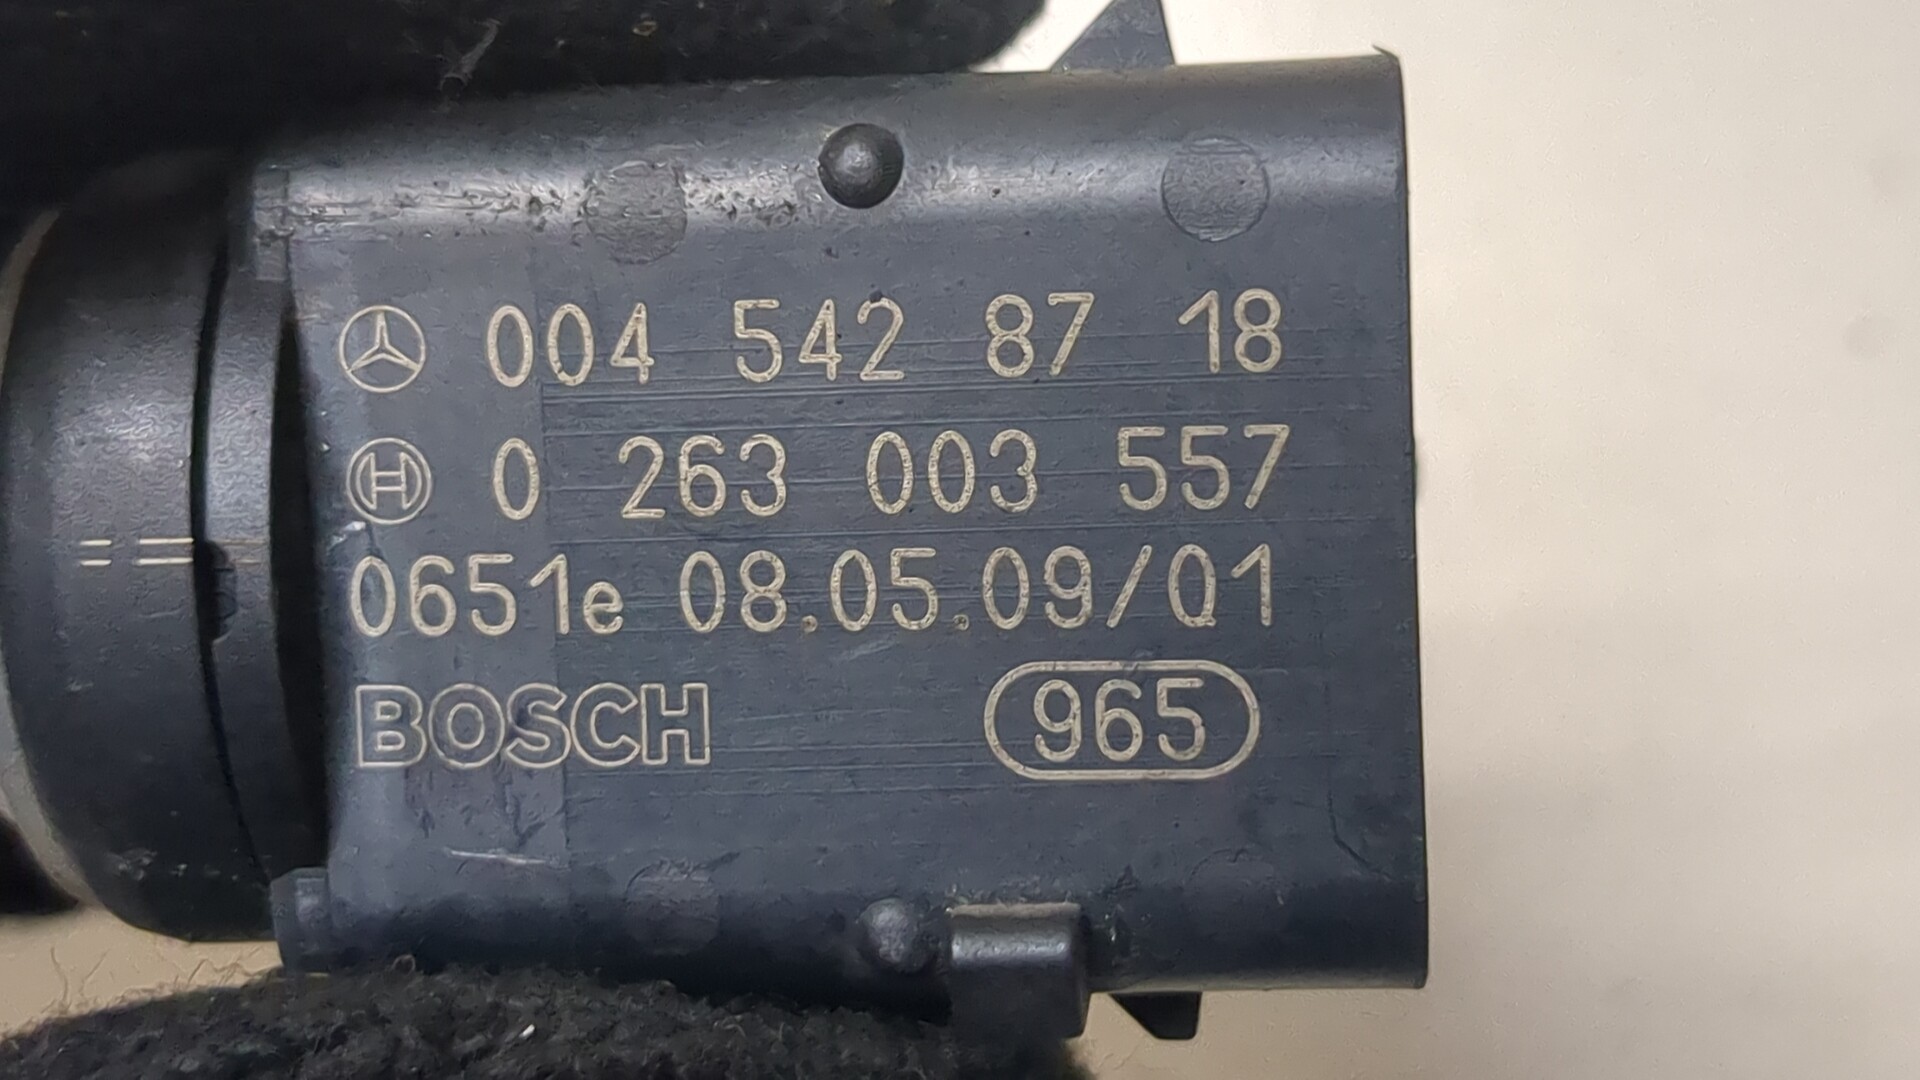 004 542 87 18
0 263 003 557
0651e 08.05.09/01
BOSCH 965